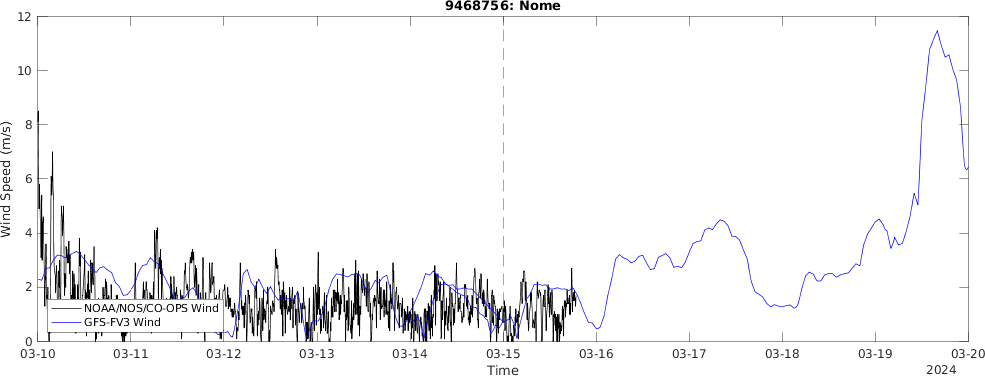 9468756: Nome
12
10
8
6
4
2
0
Wind Speed (m/s)
NOAA/NOS/CO-OPS Wind
GFS-FV3 Wind
03-10 03-11 03-12 03-13 03-14 03-15 03-16 03-17 03-18 03-19 03-20
Time
2024